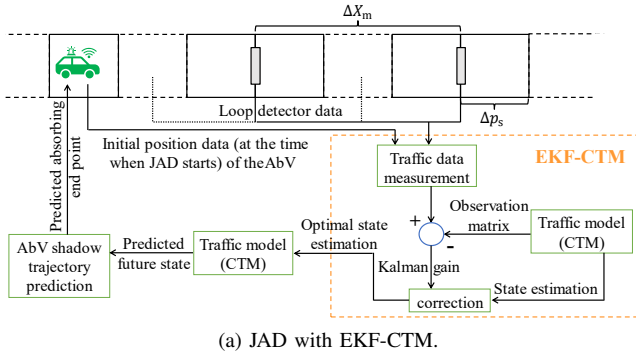 ΔX_m
Loop detector data
Δp_s
Initial position data (at the time
when JAD starts) of theAbV
Predicted absorbing
end point
EKF-CTM
Traffic data
measurement
+
-
Observation
matrix
Traffic model
(CTM)
Optimal state
estimation
Kalman gain
AbV shadow
trajectory
prediction
Predicted
future state
Traffic model
(CTM)
correction
State estimation
(a) JAD with EKF-CTM.